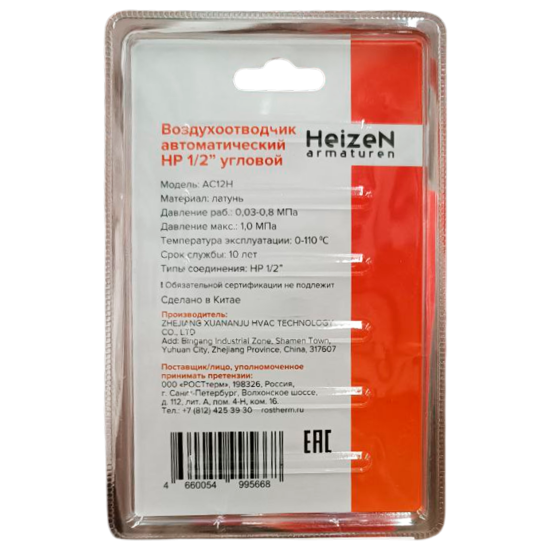 Воздухоотводчик
автоматический
НР 1/2” угловой
HeizeN
armaturen
Модель: AC12H
Материал: латунь
Давление раб.: 0,03-0,8 МПа
Давление макс.: 1,0 МПа
Температура эксплуатации: 0-110 °C
Срок службы: 10 лет
Типы соединения: НР 1/2”
! Обязательной сертификации не подлежит
Сделано в Китае
Производитель:
ZHEJIANG XUANANJU HVAC TECHNOLOGY
CO., LTD
Add: Bingang Industrial Zone, Shamen Town,
Yuhuan City, Zhejiang Province, China, 317607
Поставщик/лицо, уполномоченное
принимать претензии:
ООО «РОСТтерм», 198326, Россия,
г. Санкт-Петербург, Волхонское шоссе,
д. 112, лит. А, пом. 4-Н, ком. 16.
Тел.: +7 (812) 425 39 30 rostherm.ru
EAC
4 660054 995668